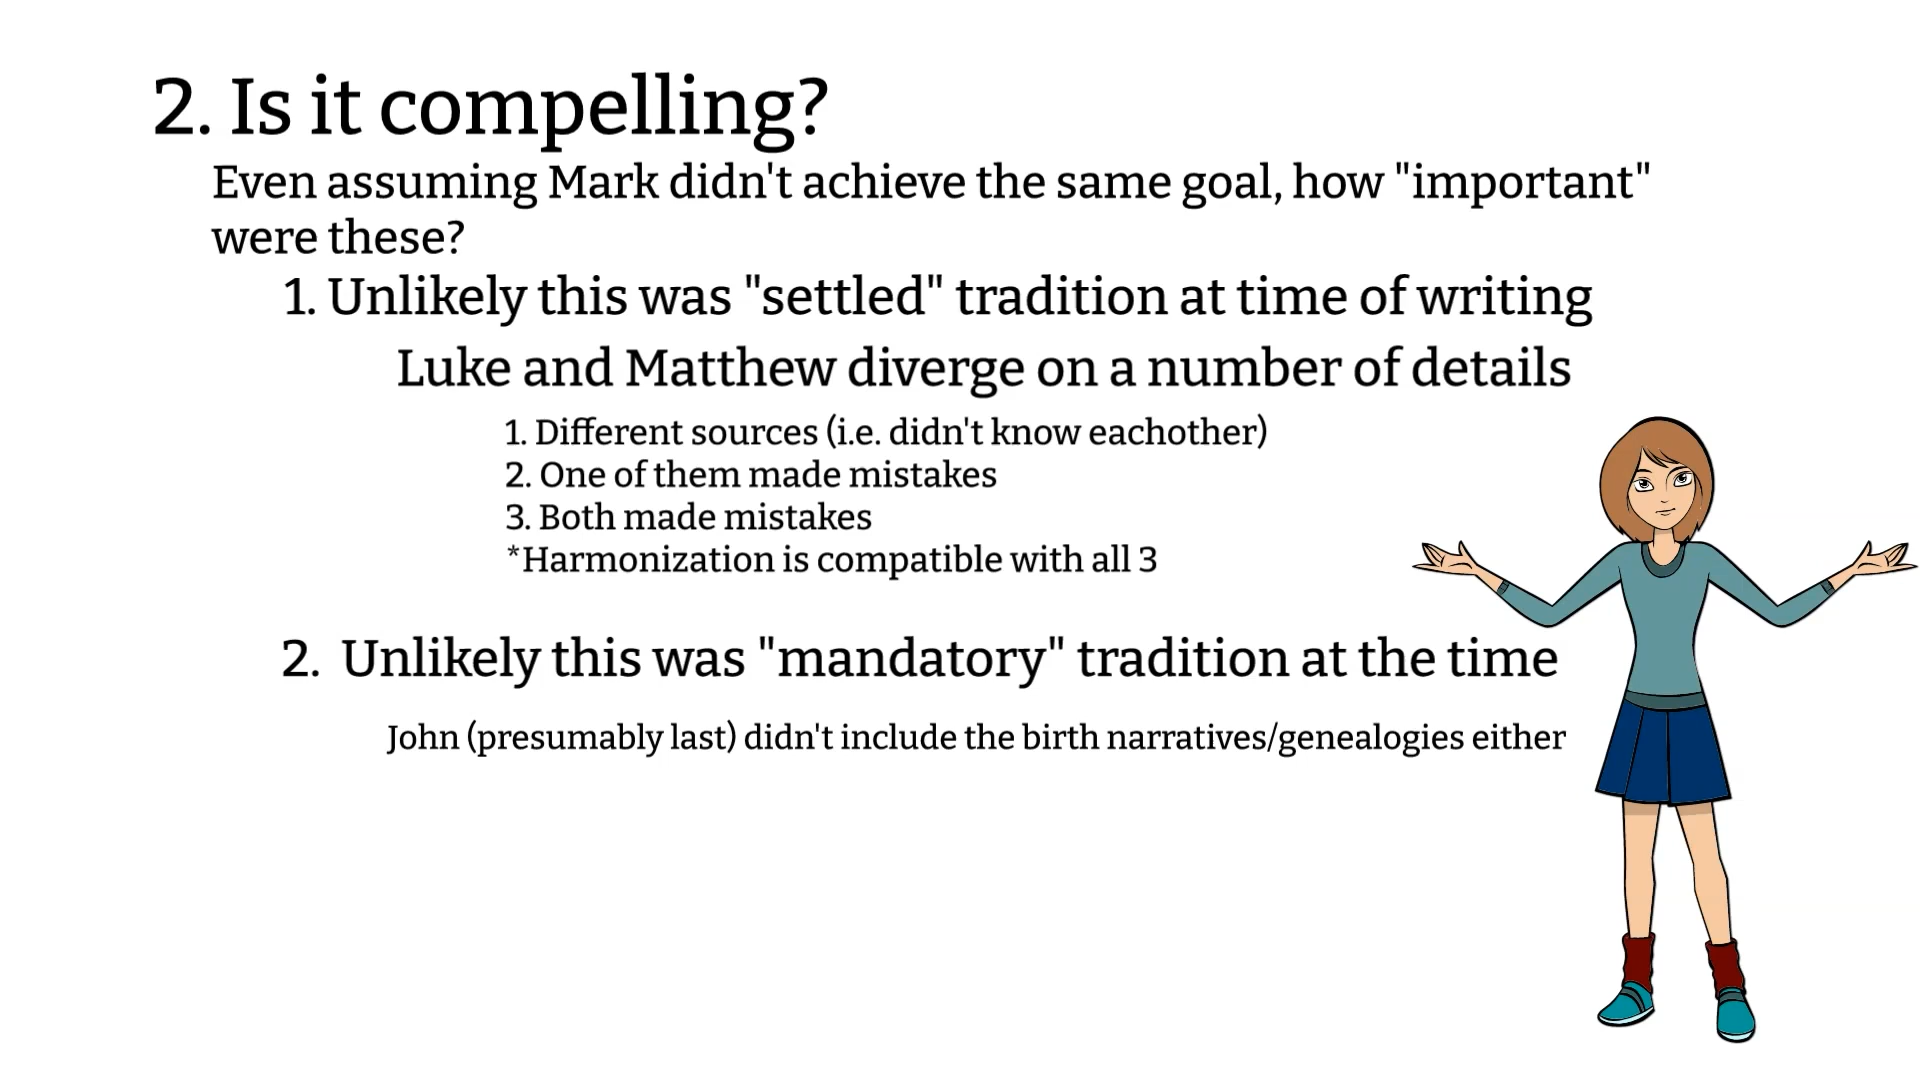 2. Is it compelling?
Even assuming Mark didn't achieve the same goal, how "important"
were these?
1. Unlikely this was "settled" tradition at time of writing
Luke and Matthew diverge on a number of details
1. Different sources (i.e. didn't know eachother)
2. One of them made mistakes
3. Both made mistakes
*Harmonization is compatible with all 3
2. Unlikely this was "mandatory" tradition at the time
John (presumably last) didn't include the birth narratives/genealogies either